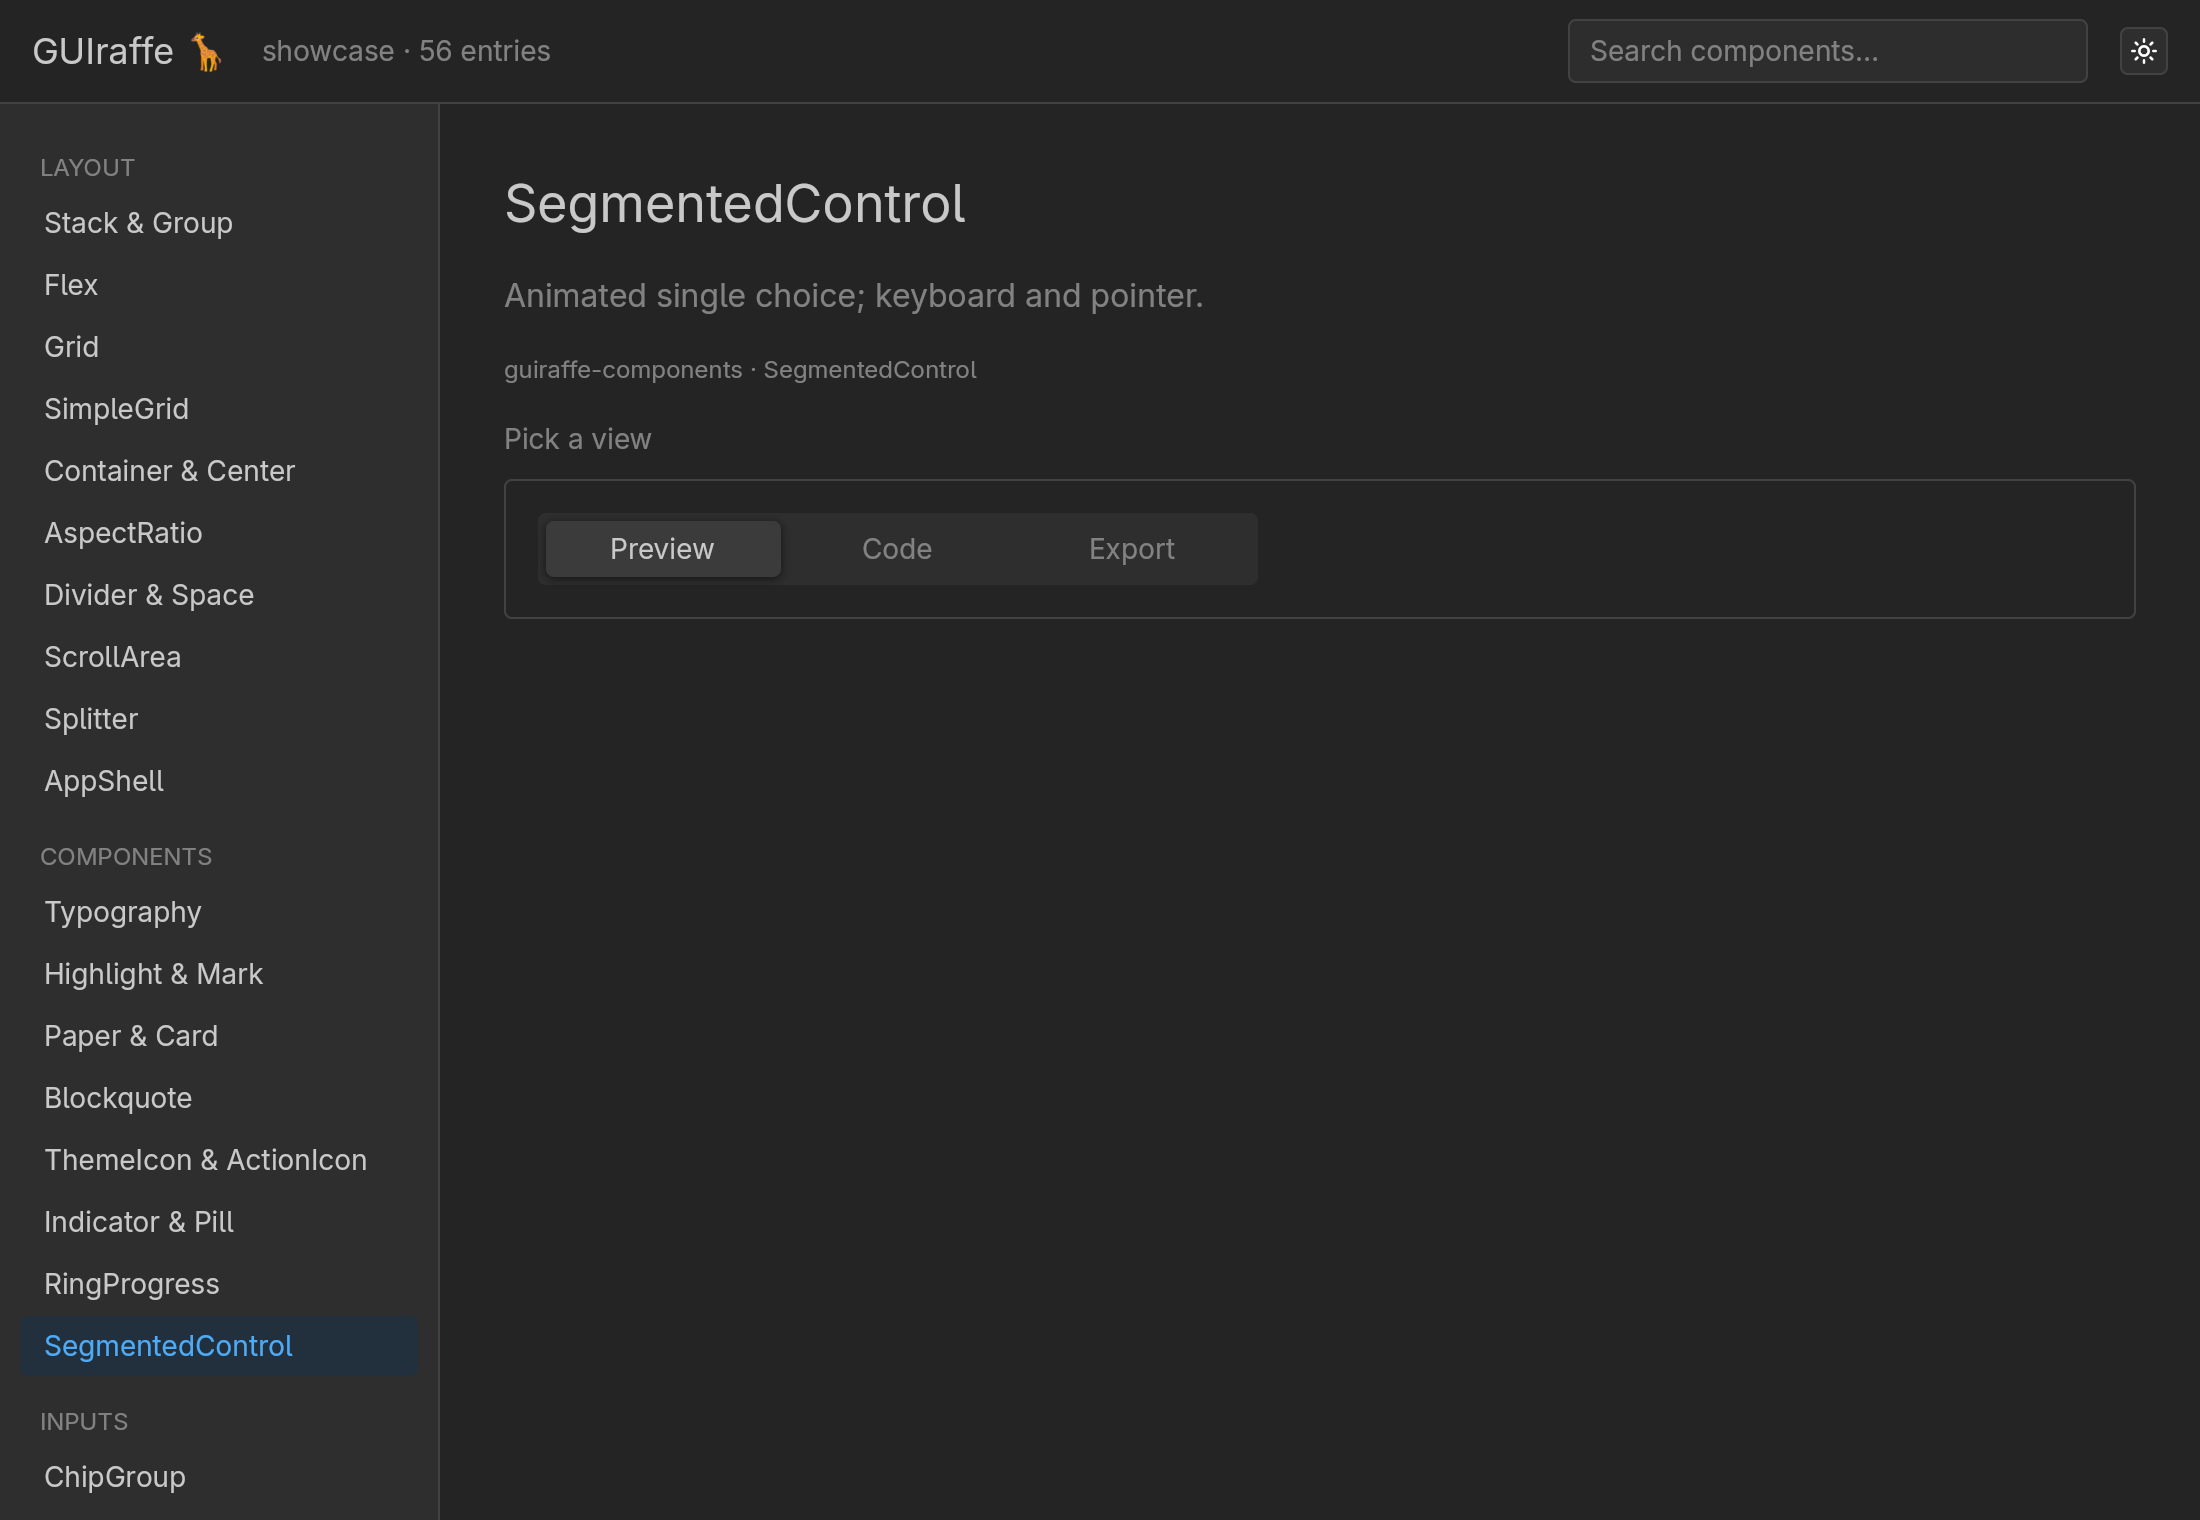 GUIraffe 🦒 showcase · 56 entries
Search components...
LAYOUT
Stack & Group
Flex
Grid
SimpleGrid
Container & Center
AspectRatio
Divider & Space
ScrollArea
Splitter
AppShell
COMPONENTS
Typography
Highlight & Mark
Paper & Card
Blockquote
ThemeIcon & ActionIcon
Indicator & Pill
RingProgress
SegmentedControl
INPUTS
ChipGroup
SegmentedControl
Animated single choice; keyboard and pointer.
guiraffe-components · SegmentedControl
Pick a view
Preview Code Export